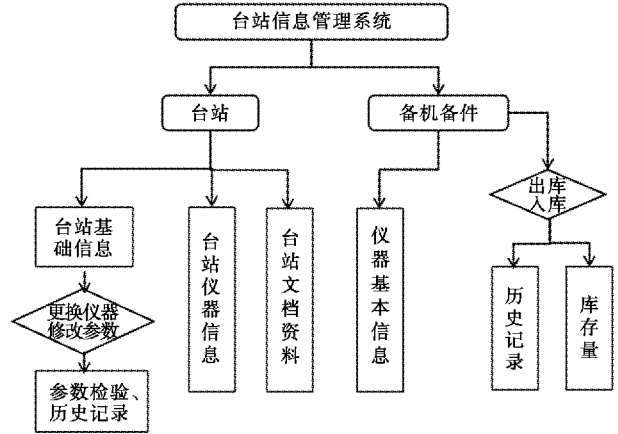 台站信息管理系统
台站
备机备件
出库
入库
台站基
础信息
台站仪器信息
台站文档资料
仪器基本信息
历史记录
库存量
更换仪器
修改参数
参数检验、
历史记录